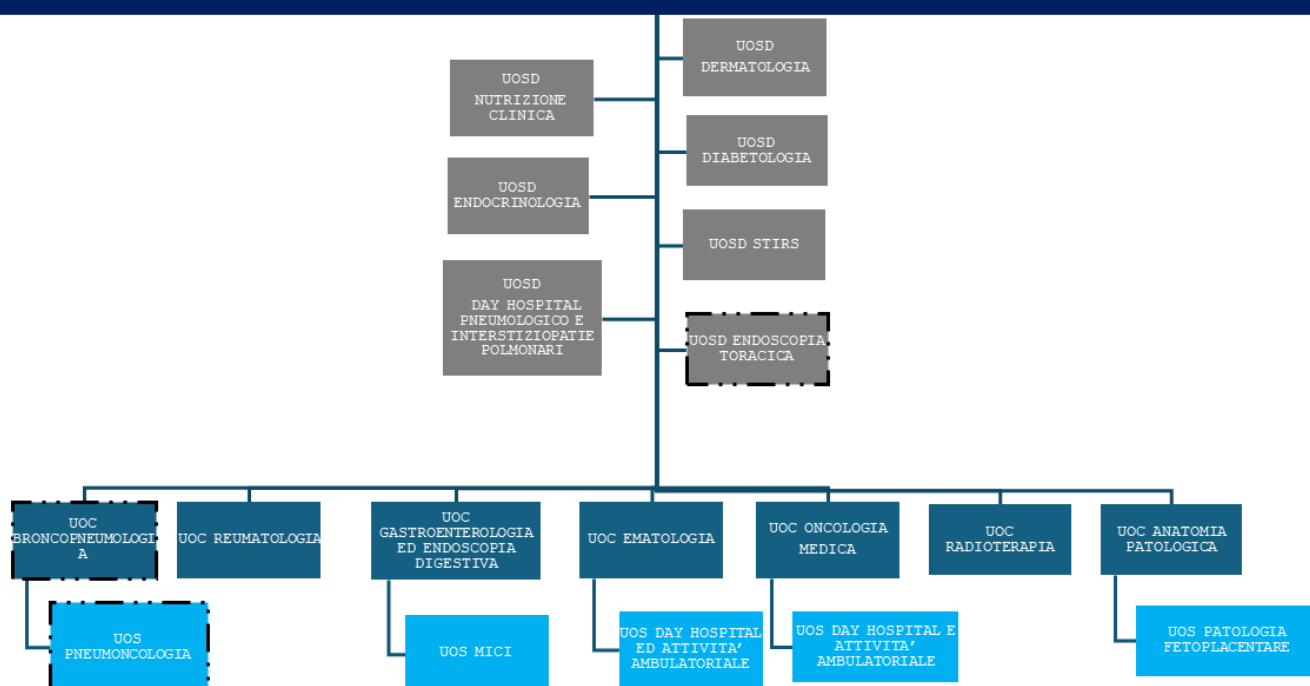 UOSD
DERMATOLOGIA
UOSD
NUTRIZIONE
CLINICA
UOSD
DIABETOLOGIA
UOSD
ENDOCRINOLOGIA
UOSD STIRS
UOSD
DAY HOSPITAL
PNEUMOLOGICO E
INTERSTIZIOPATIE
POLMONARI
UOSD ENDOSCOPIA
TORACICA
UOC
BRONCOPNEUMOLOGI
A
UOC REUMATOLOGIA
UOC
GASTROENTEROLOGIA
ED ENDOSCOPIA
DIGESTIVA
UOC EMATOLOGIA
UOC ONCOLOGIA
MEDICA
UOC
RADIOTERAPIA
UOC ANATOMIA
PATOLOGICA
UOS
PNEUMONCOLOGIA
UOS MICI
UOS DAY HOSPITAL
ED ATTIVITA’
AMBULATORIALE
UOS DAY HOSPITAL E
ATTIVITA’
AMBULATORIALE
UOS PATOLOGIA
FETOPLACENTARE